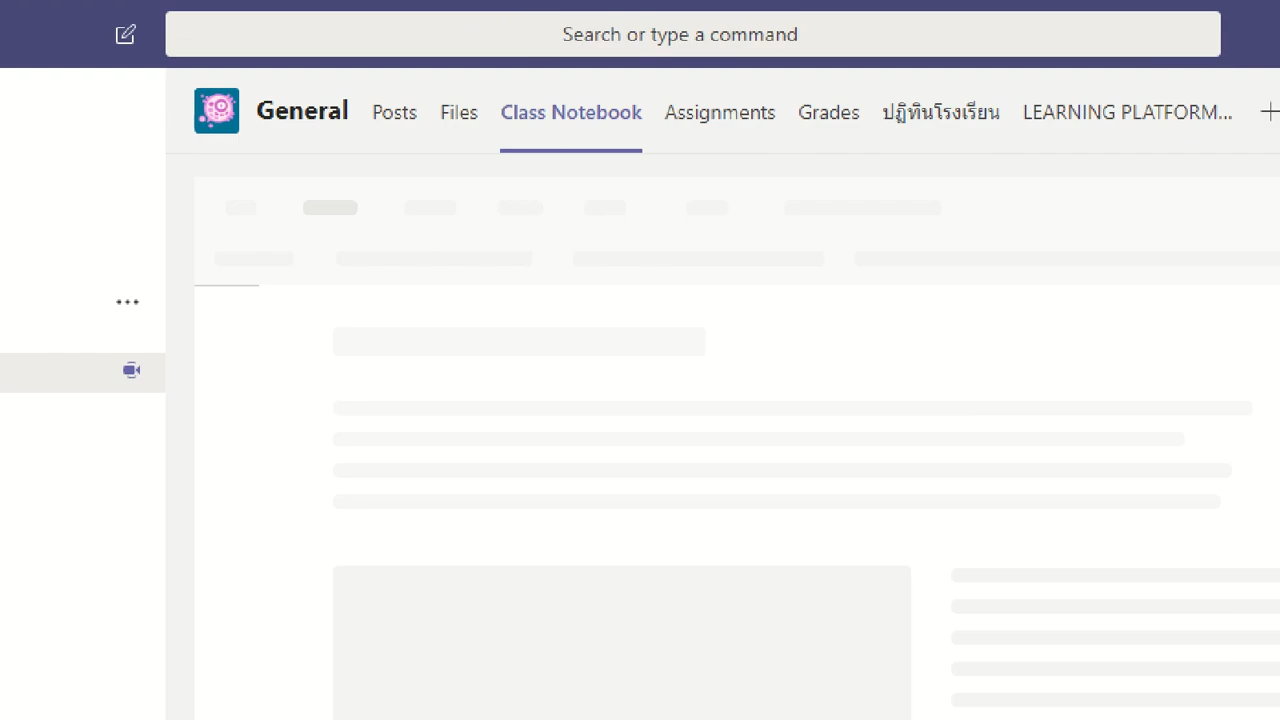 Search or type a command
General Posts Files Class Notebook Assignments Grades ปฏิทินโรงเรียน LEARNING PLATFORM...